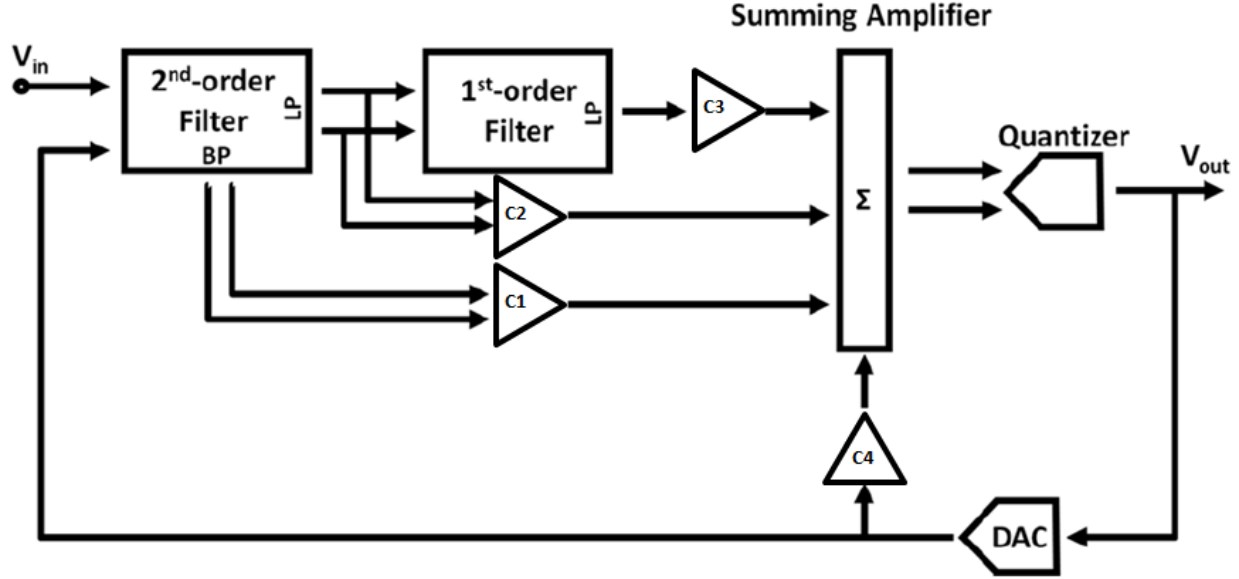 Summing Amplifier
Vin
2nd-order
Filter
LP
BP
1st-order
Filter
LP
C3
Quantizer
Vout
C2
Σ
C1
C4
DAC